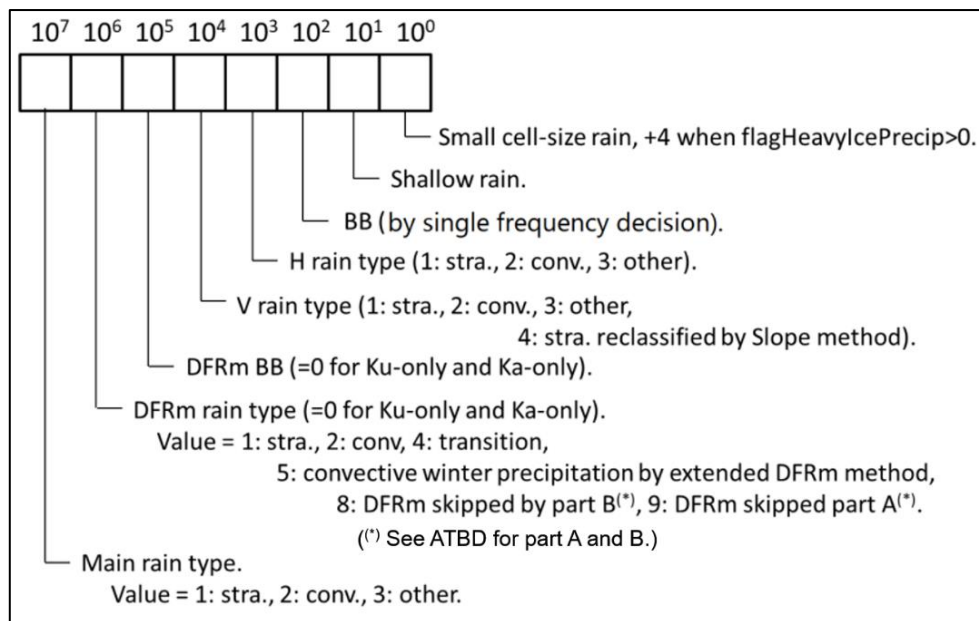 10⁷ 10⁶ 10⁵ 10⁴ 10³ 10² 10¹ 10⁰
Small cell-size rain, +4 when flagHeavyIcePrecip>0.
Shallow rain.
BB (by single frequency decision).
H rain type (1: stra., 2: conv., 3: other).
V rain type (1: stra., 2: conv., 3: other,
4: stra. reclassified by Slope method).
DFRm BB (=0 for Ku-only and Ka-only).
DFRm rain type (=0 for Ku-only and Ka-only).
Value = 1: stra., 2: conv, 4: transition,
5: convective winter precipitation by extended DFRm method,
8: DFRm skipped by part B⁽*⁾, 9: DFRm skipped part A⁽*⁾.
(⁽*⁾ See ATBD for part A and B.)
Main rain type.
Value = 1: stra., 2: conv., 3: other.